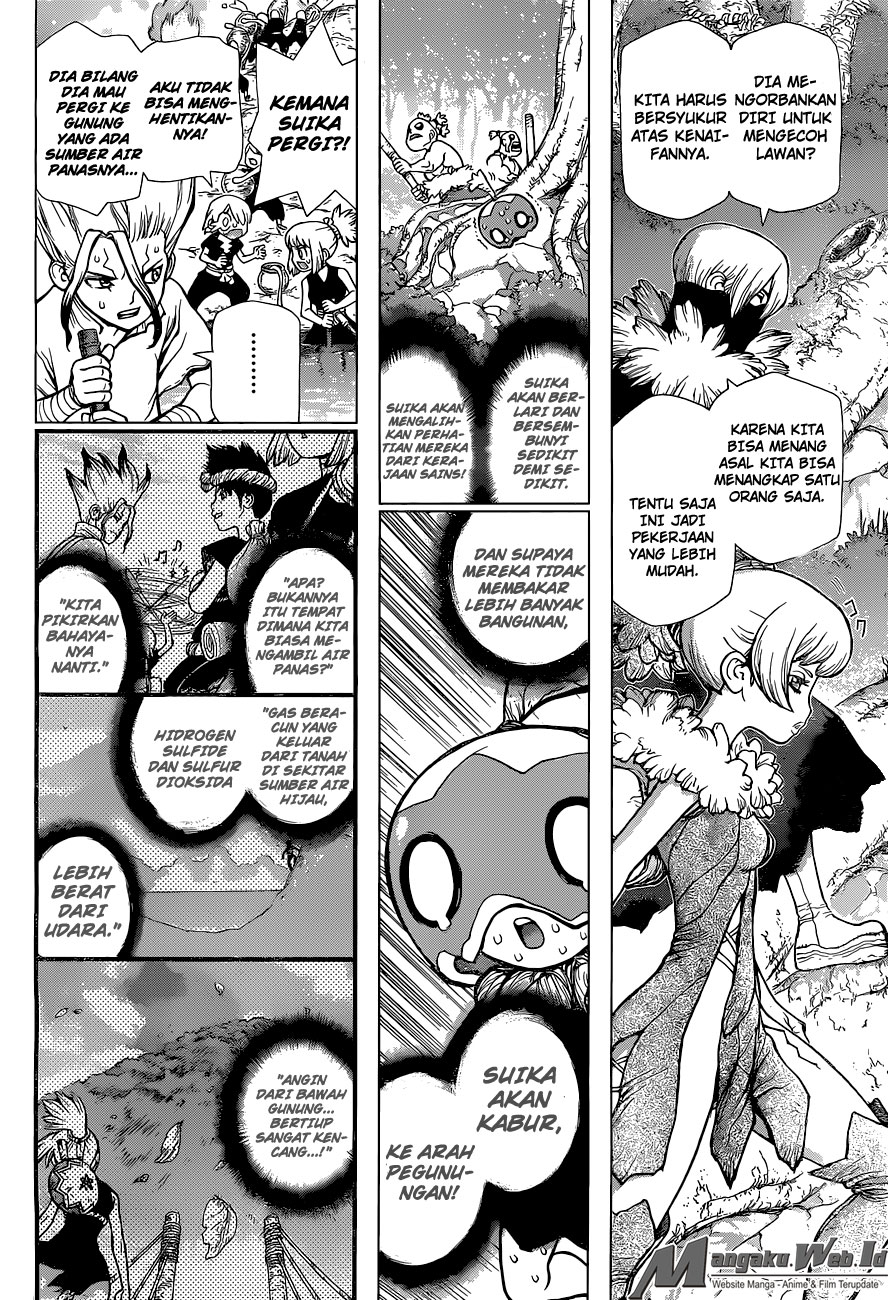 DIA ME-
NGORBANKAN
DIRI UNTUK
MENGECOH
LAWAN?
KITA HARUS
BERSYUKUR
ATAS KENAI-
FANNYA.
KARENA KITA
BISA MENANG
ASAL KITA BISA
MENANGKAP SATU
ORANG SAJA.
TENTU SAJA
INI JADI
PEKERJAAN
YANG LEBIH
MUDAH.
コク
SUIKA
AKAN BER-
LARI DAN
BERSEM-
BUNYI
SEDIKIT
DEMI SE-
DIKIT.
SUIKA AKAN
MENGALIH-
KAN PERHA-
TIAN MEREKA
DARI KERA-
JAAN SAINS!
DAN SUPAYA
MEREKA TIDAK
MEMBAKAR
LEBIH BANYAK
BANGUNAN,
SUIKA
AKAN
KABUR,
KE ARAH
PEGUNU-
NGAN!
KEMANA
SUIKA
PERGI?!
AKU TIDAK
BISA MENG-
HENTIKAN-
NYA!
DIA BILANG
DIA MAU
PERGI KE
GUNUNG
YANG ADA
SUMBER AIR
PANASNYA...
......
"APA?
BUKANNYA
ITU TEMPAT
DIMANA KITA
BIASA ME-
NGAMBIL AIR
PANAS?"
"KITA
PIKIRKAN
BAHAYA-
NYA
NANTI."
"GAS BERA-
CUN YANG
KELUAR
DARI TANAH
DI SEKITAR
SUMBER AIR
HIJAU,
HIDROGEN
SULFIDE
DAN SULFUR
DIOKSIDA
LEBIH
BERAT
DARI
UDARA."
"ANGIN
DARI BAWAH
GUNUNG...
BERTIUP
SANGAT KEN-
CANG...!"
Mangaku.Web.Id
Website Manga - Anime & Film Terupdate